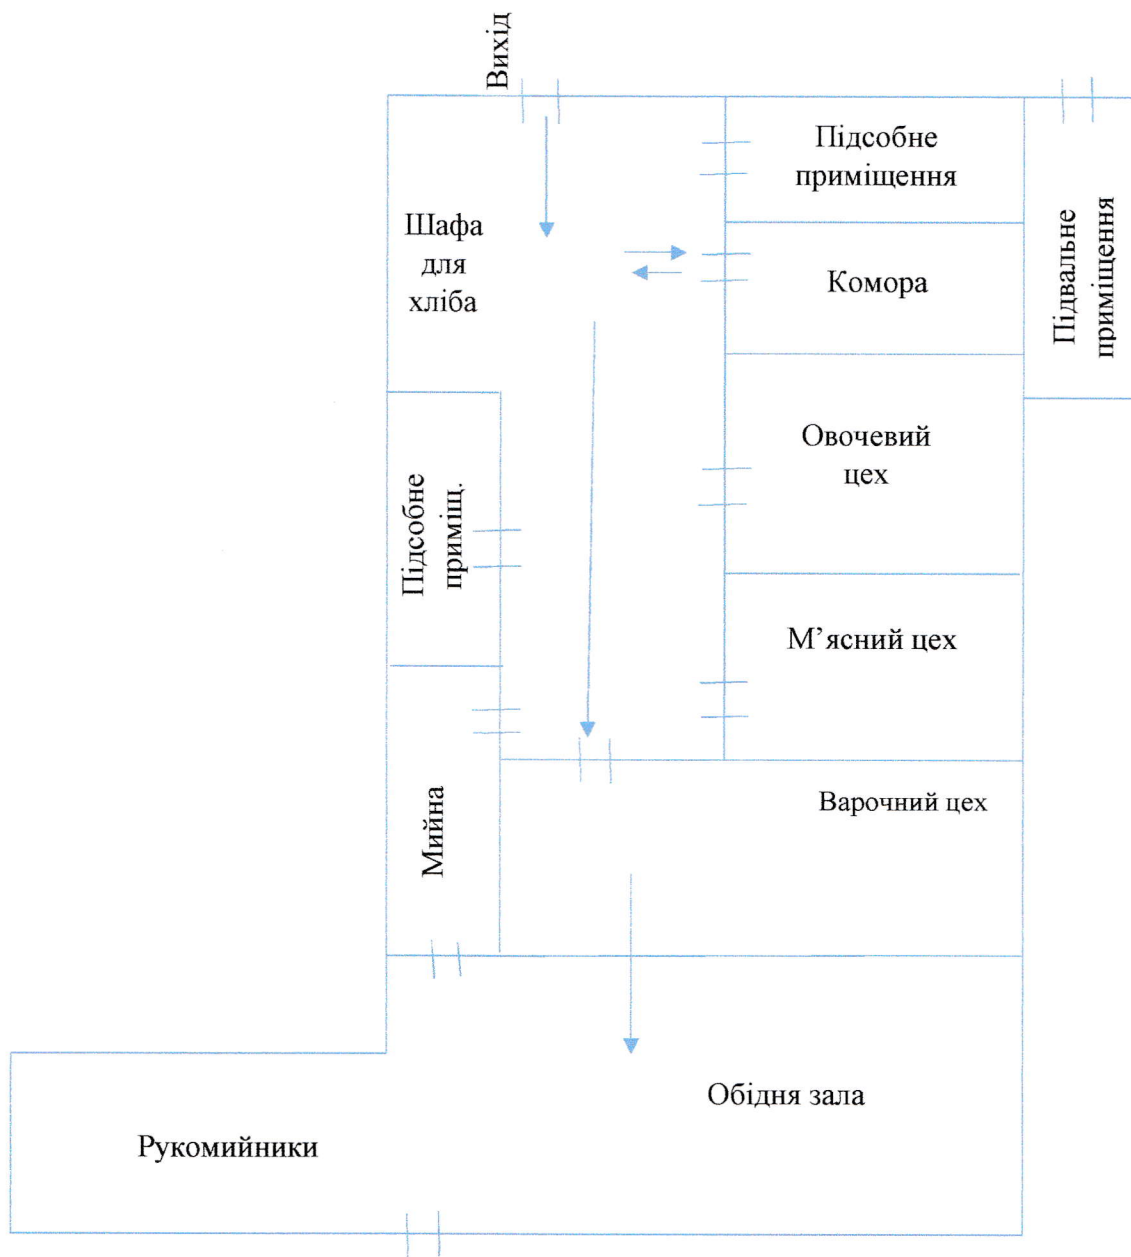 Вихід
Підсобне
приміщення
Шафа
для
хліба
Комора
Підвальне
приміщення
Овочевий
цех
Підсобне
приміщ.
М’ясний цех
Варочний цех
Мийна
Обідня зала
Рукомийники